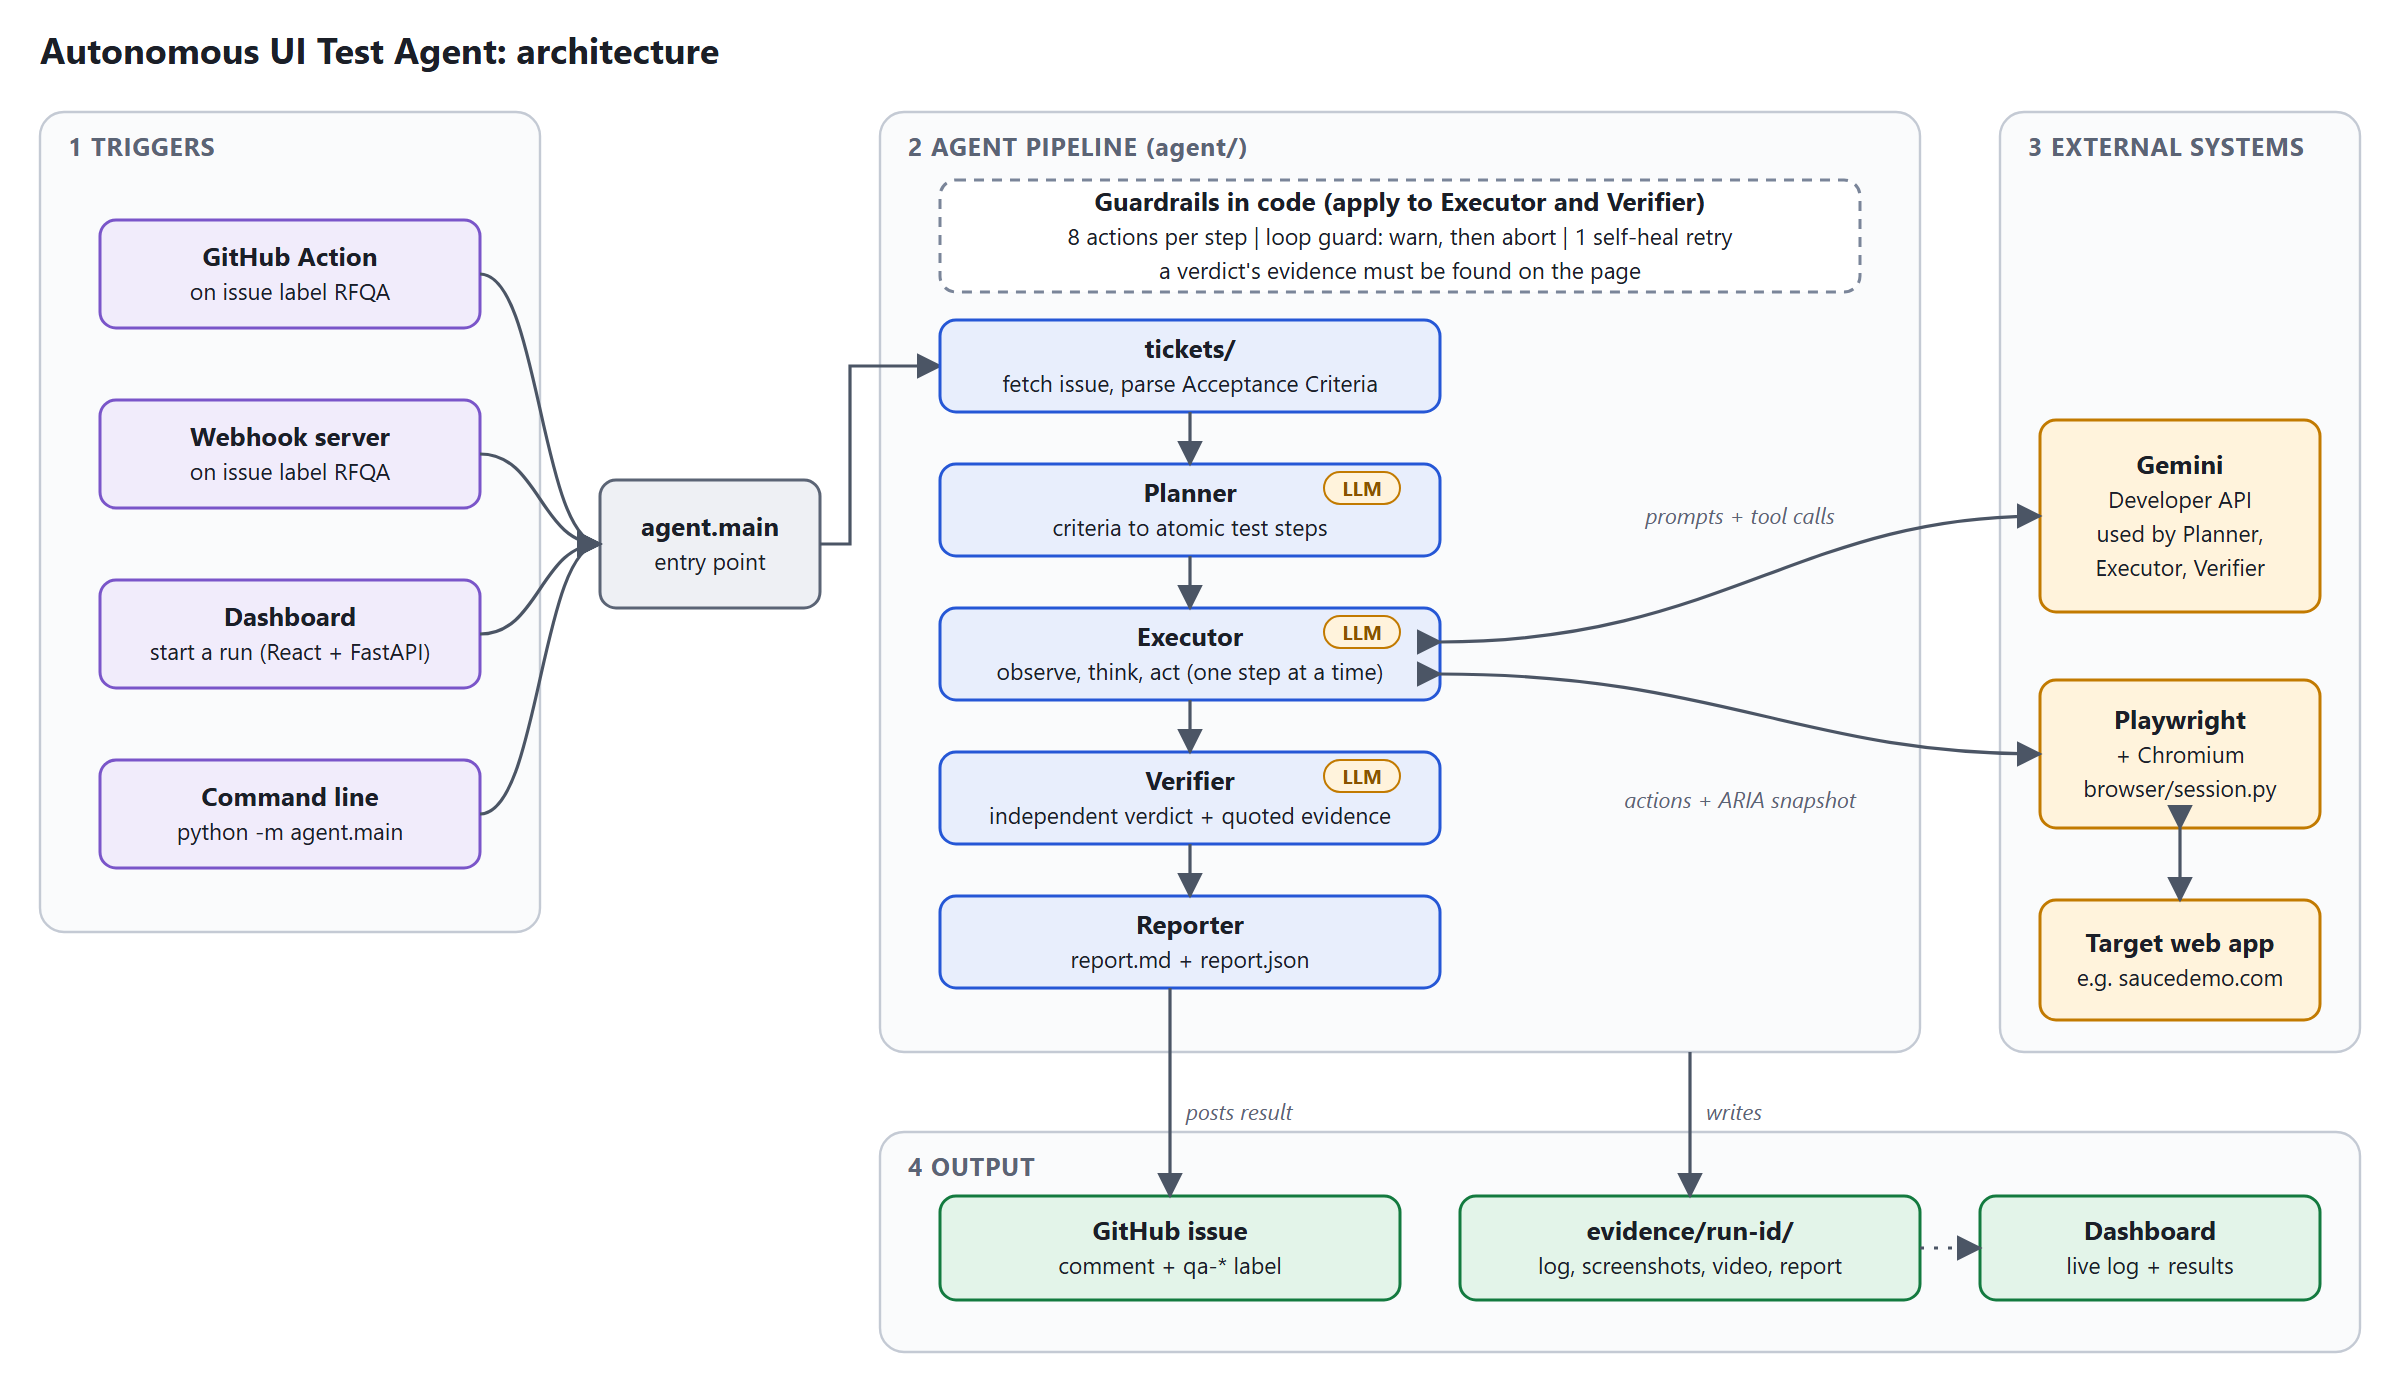 Autonomous UI Test Agent: architecture
1 TRIGGERS
GitHub Action
on issue label RFQA
Webhook server
on issue label RFQA
Dashboard
start a run (React + FastAPI)
Command line
python -m agent.main
agent.main
entry point
2 AGENT PIPELINE (agent/)
Guardrails in code (apply to Executor and Verifier)
8 actions per step | loop guard: warn, then abort | 1 self-heal retry
a verdict's evidence must be found on the page
tickets/
fetch issue, parse Acceptance Criteria
Planner
LLM
criteria to atomic test steps
Executor
LLM
observe, think, act (one step at a time)
Verifier
LLM
independent verdict + quoted evidence
Reporter
report.md + report.json
prompts + tool calls
actions + ARIA snapshot
3 EXTERNAL SYSTEMS
Gemini
Developer API
used by Planner,
Executor, Verifier
Playwright
+ Chromium
browser/session.py
Target web app
e.g. saucedemo.com
posts result
writes
4 OUTPUT
GitHub issue
comment + qa-* label
evidence/run-id/
log, screenshots, video, report
Dashboard
live log + results